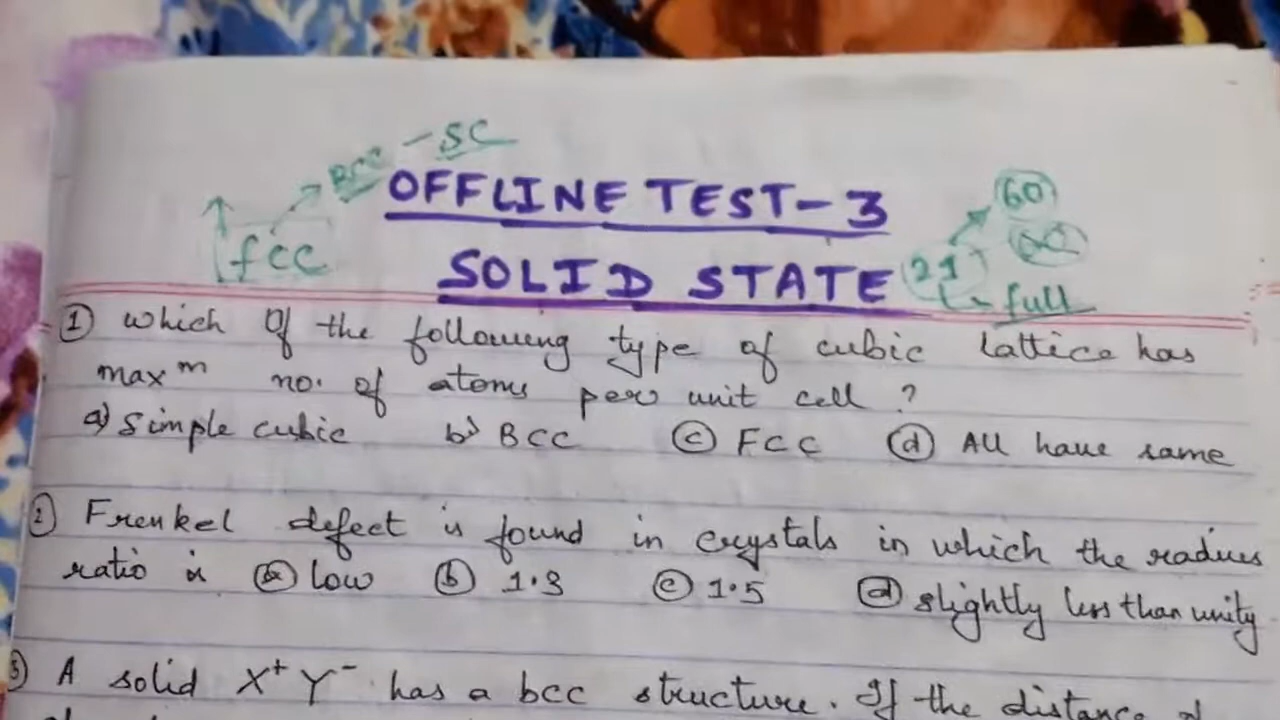 BCC - SC
OFFLINE TEST-3
60
fcc
SOLID STATE
21
full
① which of the following type of cubic lattice has
maxᵐ no. of atoms per unit cell ?
a) Simple cubic b) BCC ⓒ FCC ⓓ All have same
② Frenkel defect is found in crystals in which the radius
ratio is ⓐ low ⓑ 1.3 ⓒ 1.5 ⓓ slightly less than unity
③ A solid X⁺ Y⁻ has a bcc structure. If the distance